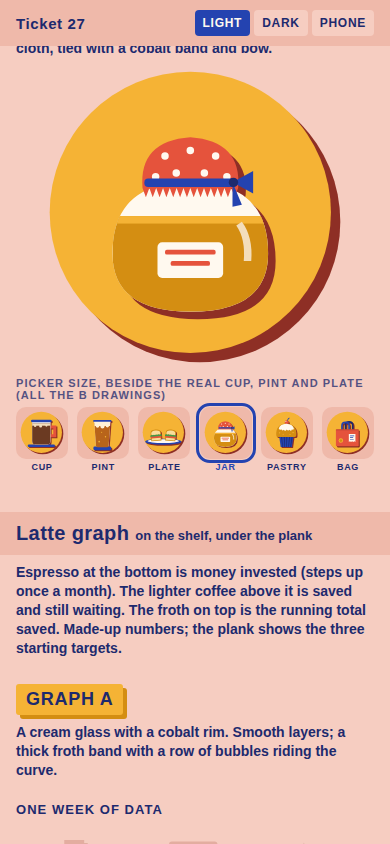 Ticket 27
LIGHT
DARK
PHONE
cloth, tied with a cobalt band and bow.
PICKER SIZE, BESIDE THE REAL CUP, PINT AND PLATE
(ALL THE B DRAWINGS)
CUP
PINT
PLATE
JAR
PASTRY
BAG
Latte graph on the shelf, under the plank
Espresso at the bottom is money invested (steps up
once a month). The lighter coffee above it is saved
and still waiting. The froth on top is the running total
saved. Made-up numbers; the plank shows the three
starting targets.
GRAPH A
A cream glass with a cobalt rim. Smooth layers; a
thick froth band with a row of bubbles riding the
curve.
ONE WEEK OF DATA